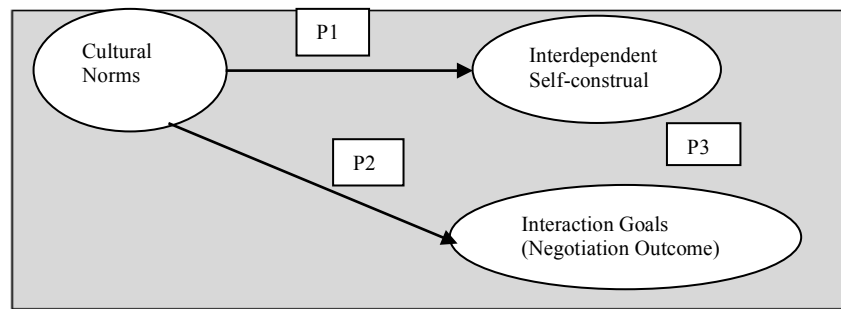 P1
Cultural
Norms
Interdependent
Self-construal
P3
P2
Interaction Goals
(Negotiation Outcome)